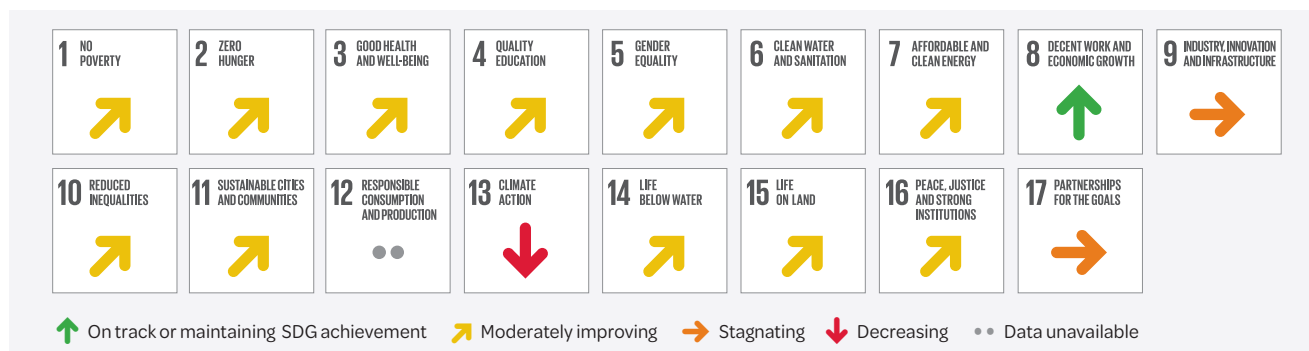 1 NO POVERTY
2 ZERO HUNGER
3 GOOD HEALTH AND WELL-BEING
4 QUALITY EDUCATION
5 GENDER EQUALITY
6 CLEAN WATER AND SANITATION
7 AFFORDABLE AND CLEAN ENERGY
8 DECENT WORK AND ECONOMIC GROWTH
9 INDUSTRY, INNOVATION AND INFRASTRUCTURE
10 REDUCED INEQUALITIES
11 SUSTAINABLE CITIES AND COMMUNITIES
12 RESPONSIBLE CONSUMPTION AND PRODUCTION
13 CLIMATE ACTION
14 LIFE BELOW WATER
15 LIFE ON LAND
16 PEACE, JUSTICE AND STRONG INSTITUTIONS
17 PARTNERSHIPS FOR THE GOALS
On track or maintaining SDG achievement
Moderately improving
Stagnating
Decreasing
Data unavailable